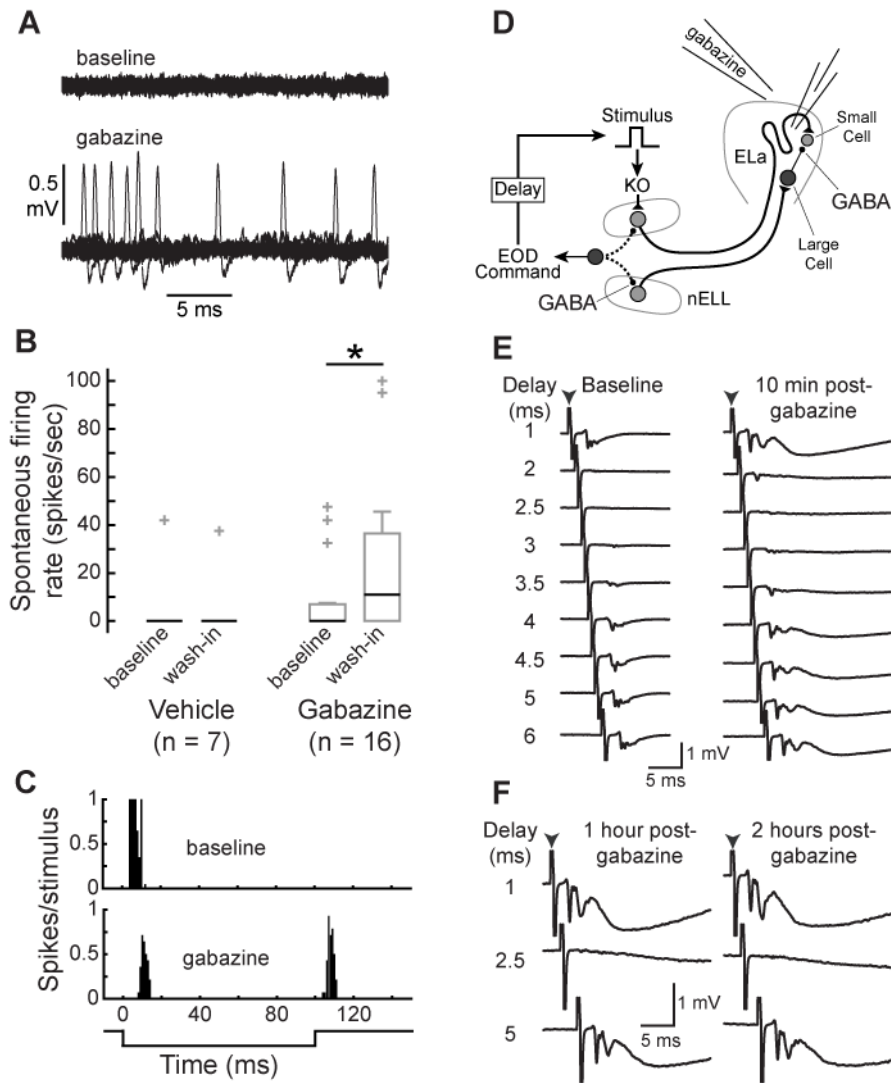 A
baseline
gabazine
0.5
mV
5 ms
B
Spontaneous firing
rate (spikes/sec)
100
80
60
40
20
0
*
baseline
wash-in
baseline
wash-in
Vehicle
(n = 7)
Gabazine
(n = 16)
C
Spikes/stimulus
1
0.5
0
baseline
1
0.5
0
gabazine
0
40
80
120
Time (ms)
D
gabazine
Stimulus
Small
Cell
ELa
KO
Delay
GABA
EOD
Command
Large
Cell
GABA
nELL
E
Delay
(ms)
Baseline
10 min post-
gabazine
1
2
2.5
3
3.5
4
4.5
5
6
1 mV
5 ms
F
Delay
(ms)
1 hour post-
gabazine
2 hours post-
gabazine
1
2.5
5
1 mV
5 ms